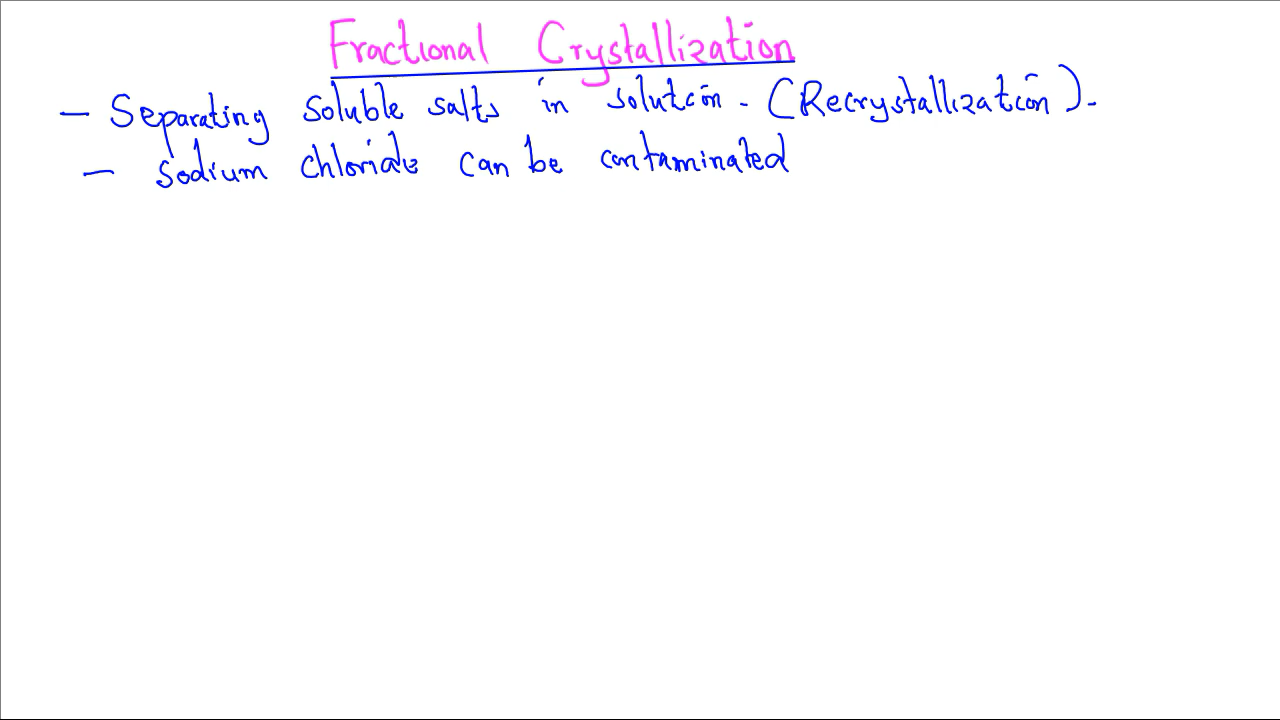 Fractional Crystallization
- Separating soluble salts in solution - (Recrystallization).
- Sodium chloride can be contaminated